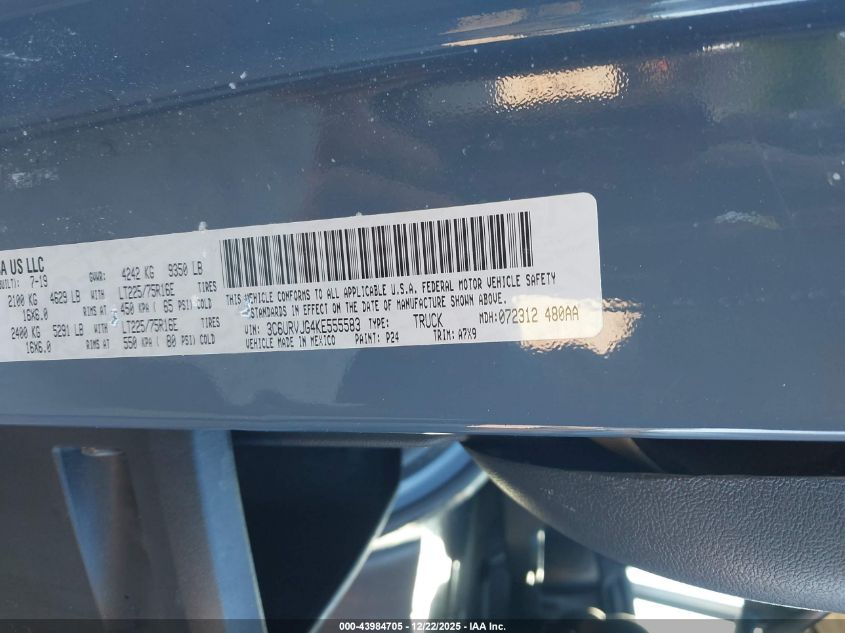 CA US LLC
BUILT): 7-19 GVWR: 4242 KG 9350 LB
2100 KG 4629 LB WITH LT225/75R16E TIRES
16X6.0 RIMS AT 450 KPA ( 65 PSI) COLD
2400 KG 5291 LB WITH LT225/75R16E TIRES
16X6.0 RIMS AT 550 KPA ( 80 PSI) COLD
THIS VEHICLE CONFORMS TO ALL APPLICABLE U.S.A. FEDERAL MOTOR VEHICLE SAFETY
STANDARDS IN EFFECT ON THE DATE OF MANUFACTURE SHOWN ABOVE.
VIN: 3C6URVJG4KE555583 TYPE: TRUCK MDH: 072312 480AA
VEHICLE MADE IN MEXICO PAINT: P24 TRIM: A7X9
000-43984705 - 12/22/2025 - IAA Inc.